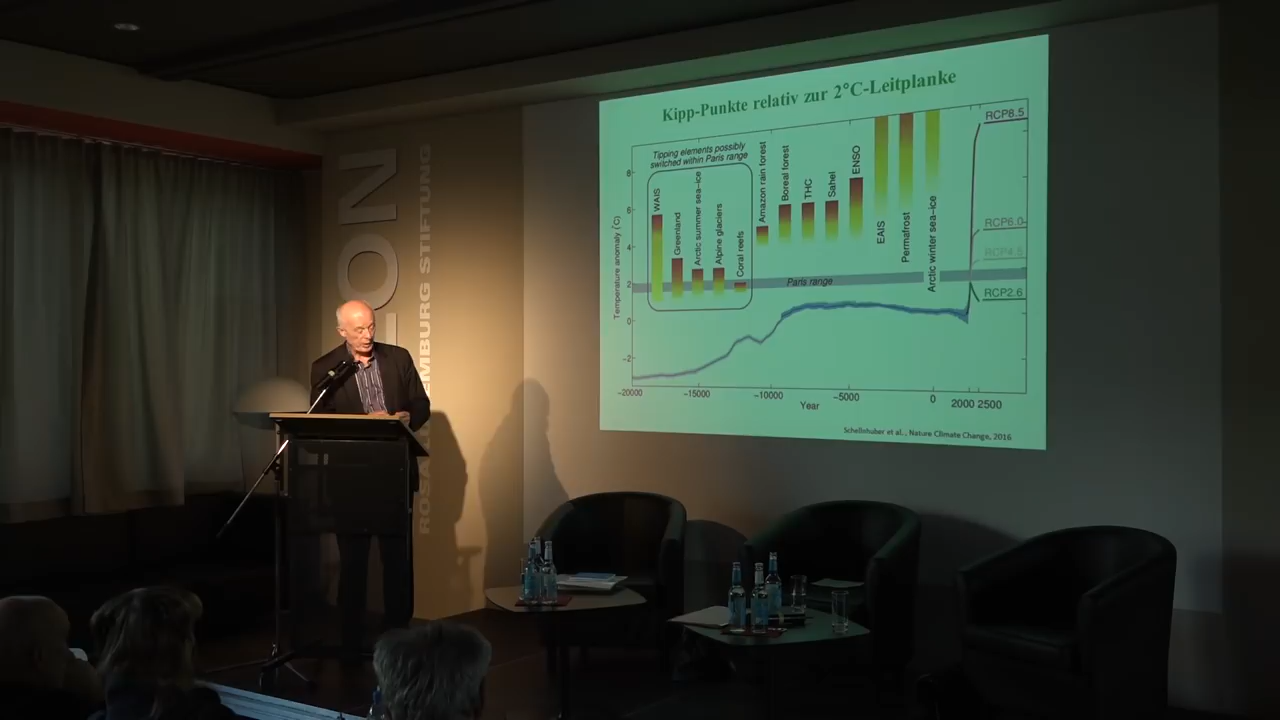 Kipp-Punkte relativ zur 2°C-Leitplanke
Tipping elements possibly
switched within Paris range
WAIS
Greenland
Arctic summer sea-ice
Alpine glaciers
Coral reefs
Amazon rain forest
Boreal forest
THC
Sahel
ENSO
EAIS
Permafrost
Arctic winter sea-ice
RCP8.5
RCP6.0
RCP4.5
RCP2.6
Paris range
Temperature anomaly (°C)
8
6
4
2
0
−2
−20000
−15000
−10000
−5000
0
2000 2500
Year
Schellnhuber et al., Nature Climate Change, 2016
ON
ROSA
EMBURG STIFTUNG